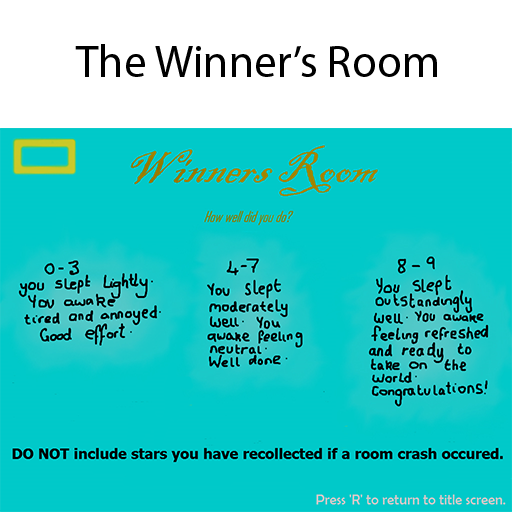 The Winner’s Room
Winners Room
How well did you do?
0-3
you slept lightly.
You awake
tired and annoyed.
Good effort.
4-7
You slept
moderately
well. You
awake feeling
neutral.
Well done.
8-9
You slept
outstandingly
well. You awake
feeling refreshed
and ready to
take on the
world.
Congratulations!
DO NOT include stars you have recollected if a room crash occured.
Press 'R' to return to title screen.